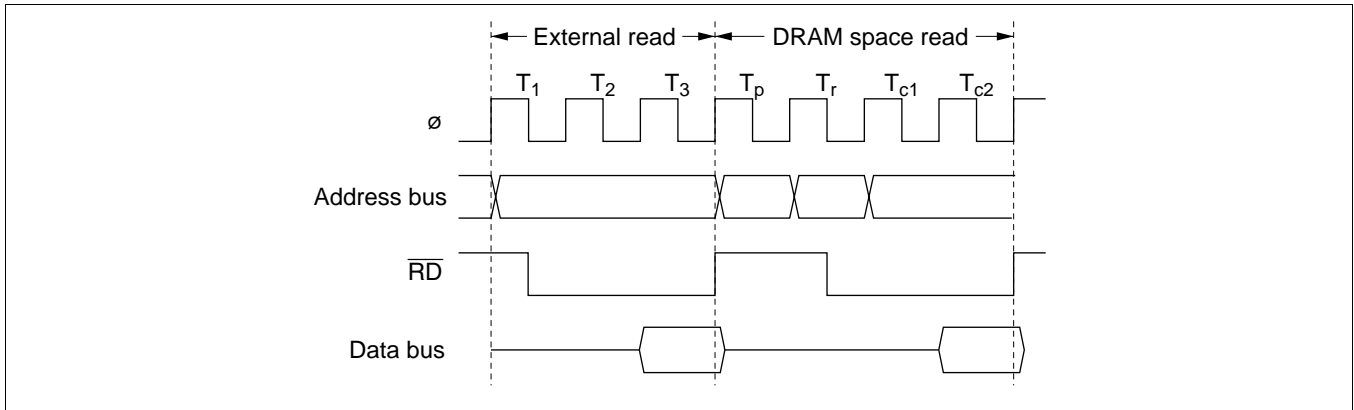 External read DRAM space read
T1 T2 T3 Tp Tr Tc1 Tc2
ø
Address bus
RD
Data bus